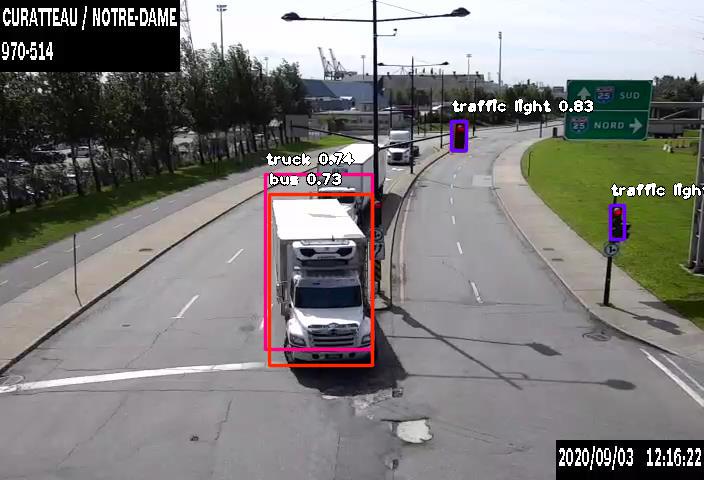 CURATTEAU / NOTRE-DAME
970-514
traffic light 0.83
25 SUD
25 NORD
truck 0.74
bus 0.73
traffic light
2020/09/03 12:16:22